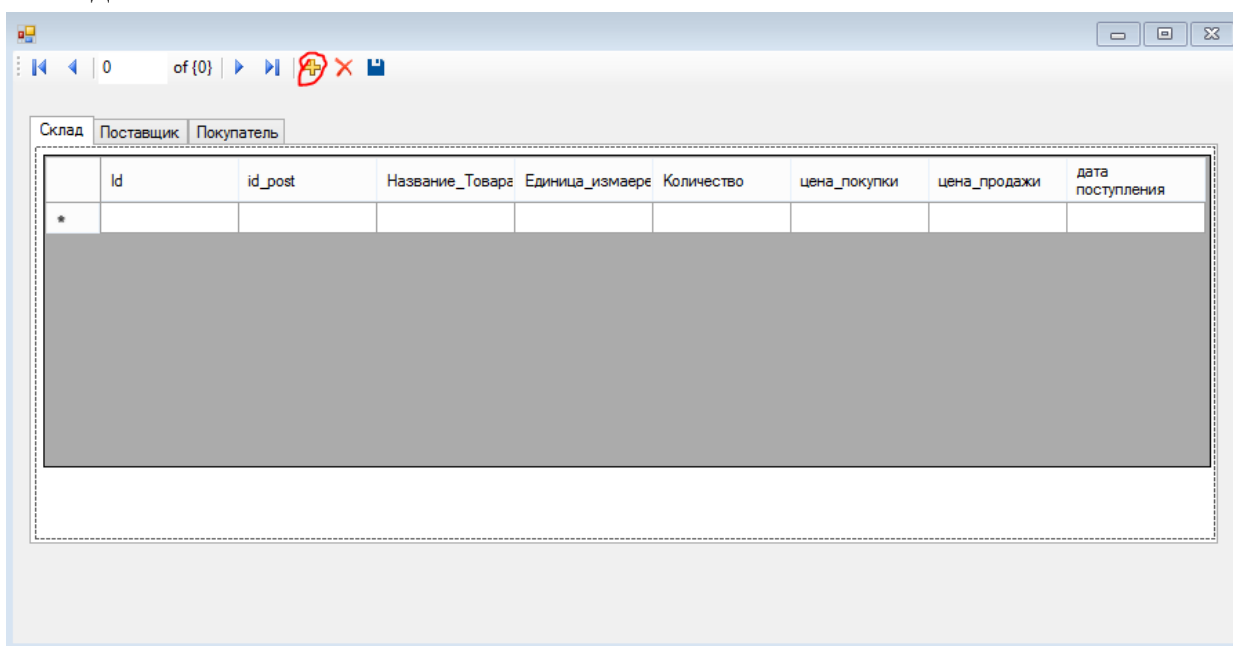 0 of {0}
Склад Поставщик Покупатель
Id id_post Название_Товара Единица_измаере Количество цена_покупки цена_продажи дата
поступления